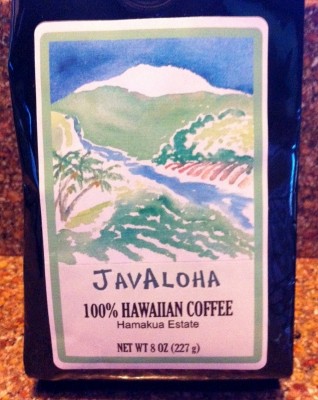 JAVALOHA
100% HAWAIIAN COFFEE
Hamakua Estate
NET WT 8 OZ (227 g)